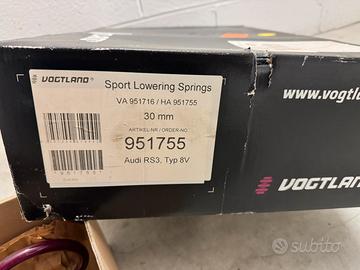 VOGTLAND
Sport Lowering Springs
VA 951716 / HA 951755
30 mm
ARTIKEL-NR / ORDER-NO
951755
Audi RS3, Typ 8V
www.vogtl
VOGTLAND
subito